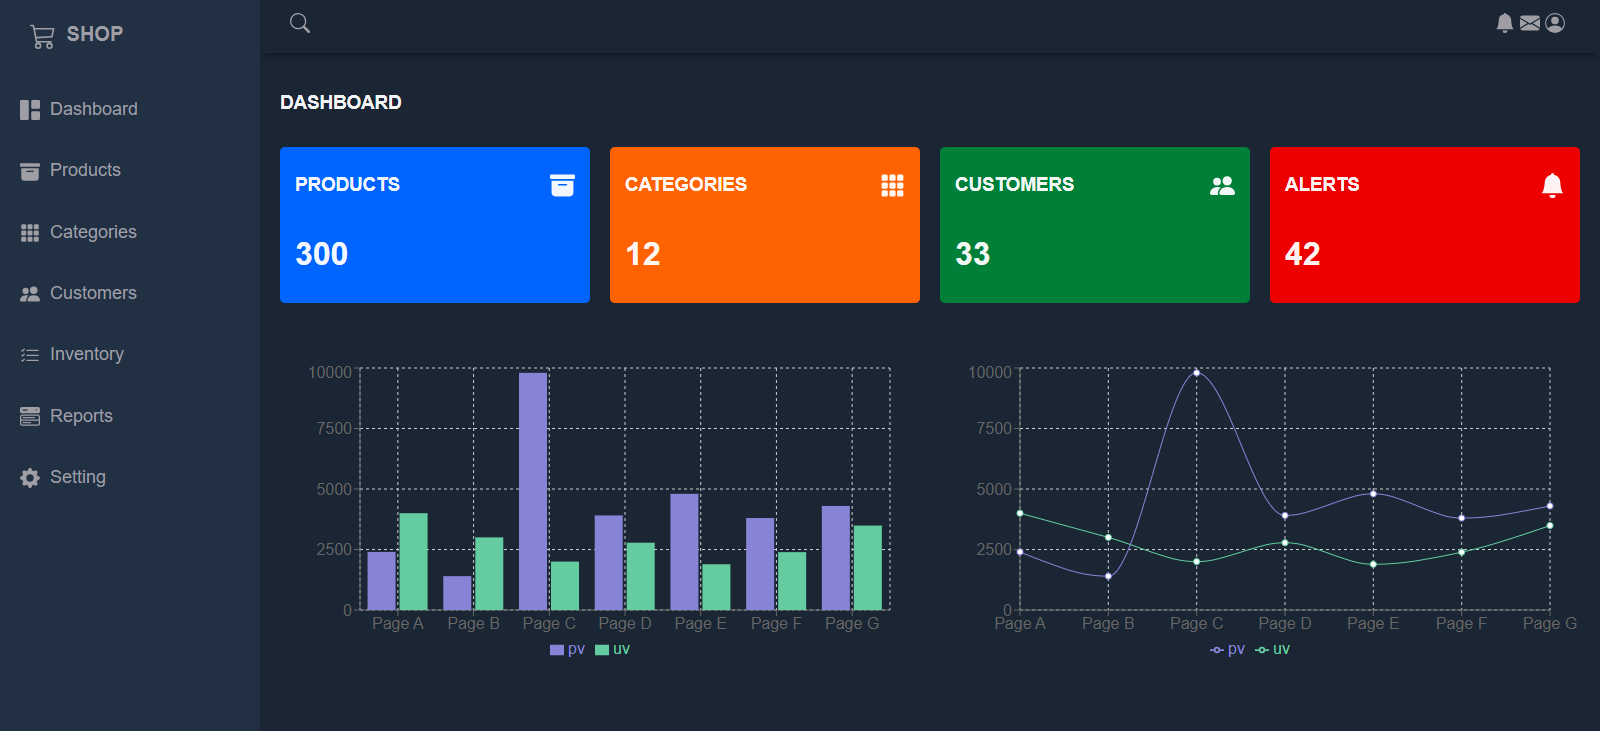 SHOP
Dashboard
Products
Categories
Customers
Inventory
Reports
Setting
DASHBOARD
PRODUCTS
300
CATEGORIES
12
CUSTOMERS
33
ALERTS
42
10000
7500
5000
2500
0
Page A Page B Page C Page D Page E Page F Page G
pv uv
10000
7500
5000
2500
0
Page A Page B Page C Page D Page E Page F Page G
pv uv